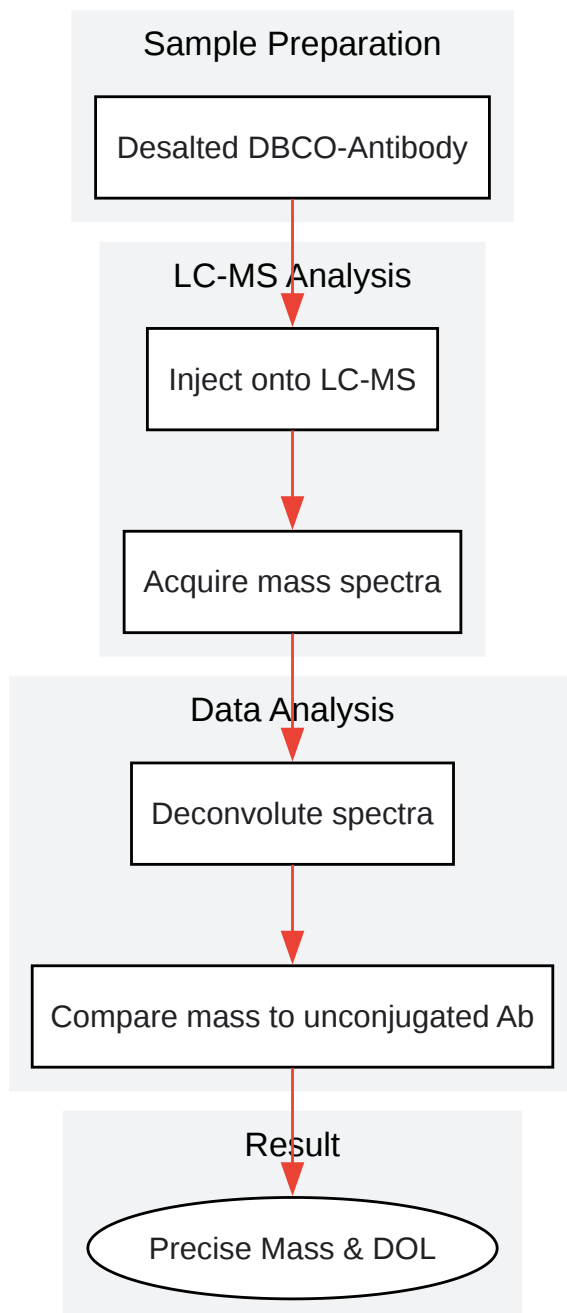 Sample Preparation
Desalted DBCO-Antibody
LC-MS Analysis
Inject onto LC-MS
Acquire mass spectra
Data Analysis
Deconvolute spectra
Compare mass to unconjugated Ab
Result
Precise Mass & DOL